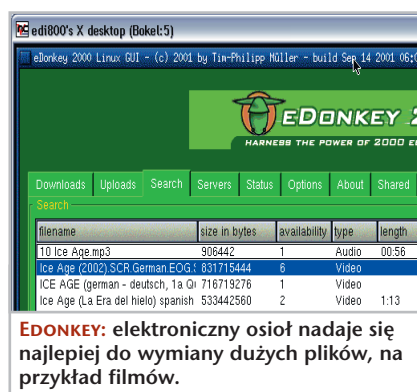 edi800's X desktop (Bokel:5)
eDonkey 2000 Linux GUI - (c) 2001 by Tim-Philipp Müller - build Sep 14 2001 06:
eDONKEY 2
HARNESS THE POWER OF 2000 E
Downloads Uploads Search Servers Status Options About Shared
Search
filename size in bytes availability type length
10 Ice Age.mp3 906442 1 Audio 00:56
Ice Age (2002).SCR.German.EOG. 831715444 6 Video
ICE AGE (german - deutsch, 1a Qu 716719276 1 Video
Ice Age (La Era del hielo) spanish 533442560 2 Video 1:13
EDONKEY: elektroniczny osioł nadaje się
najlepiej do wymiany dużych plików, na
przykład filmów.